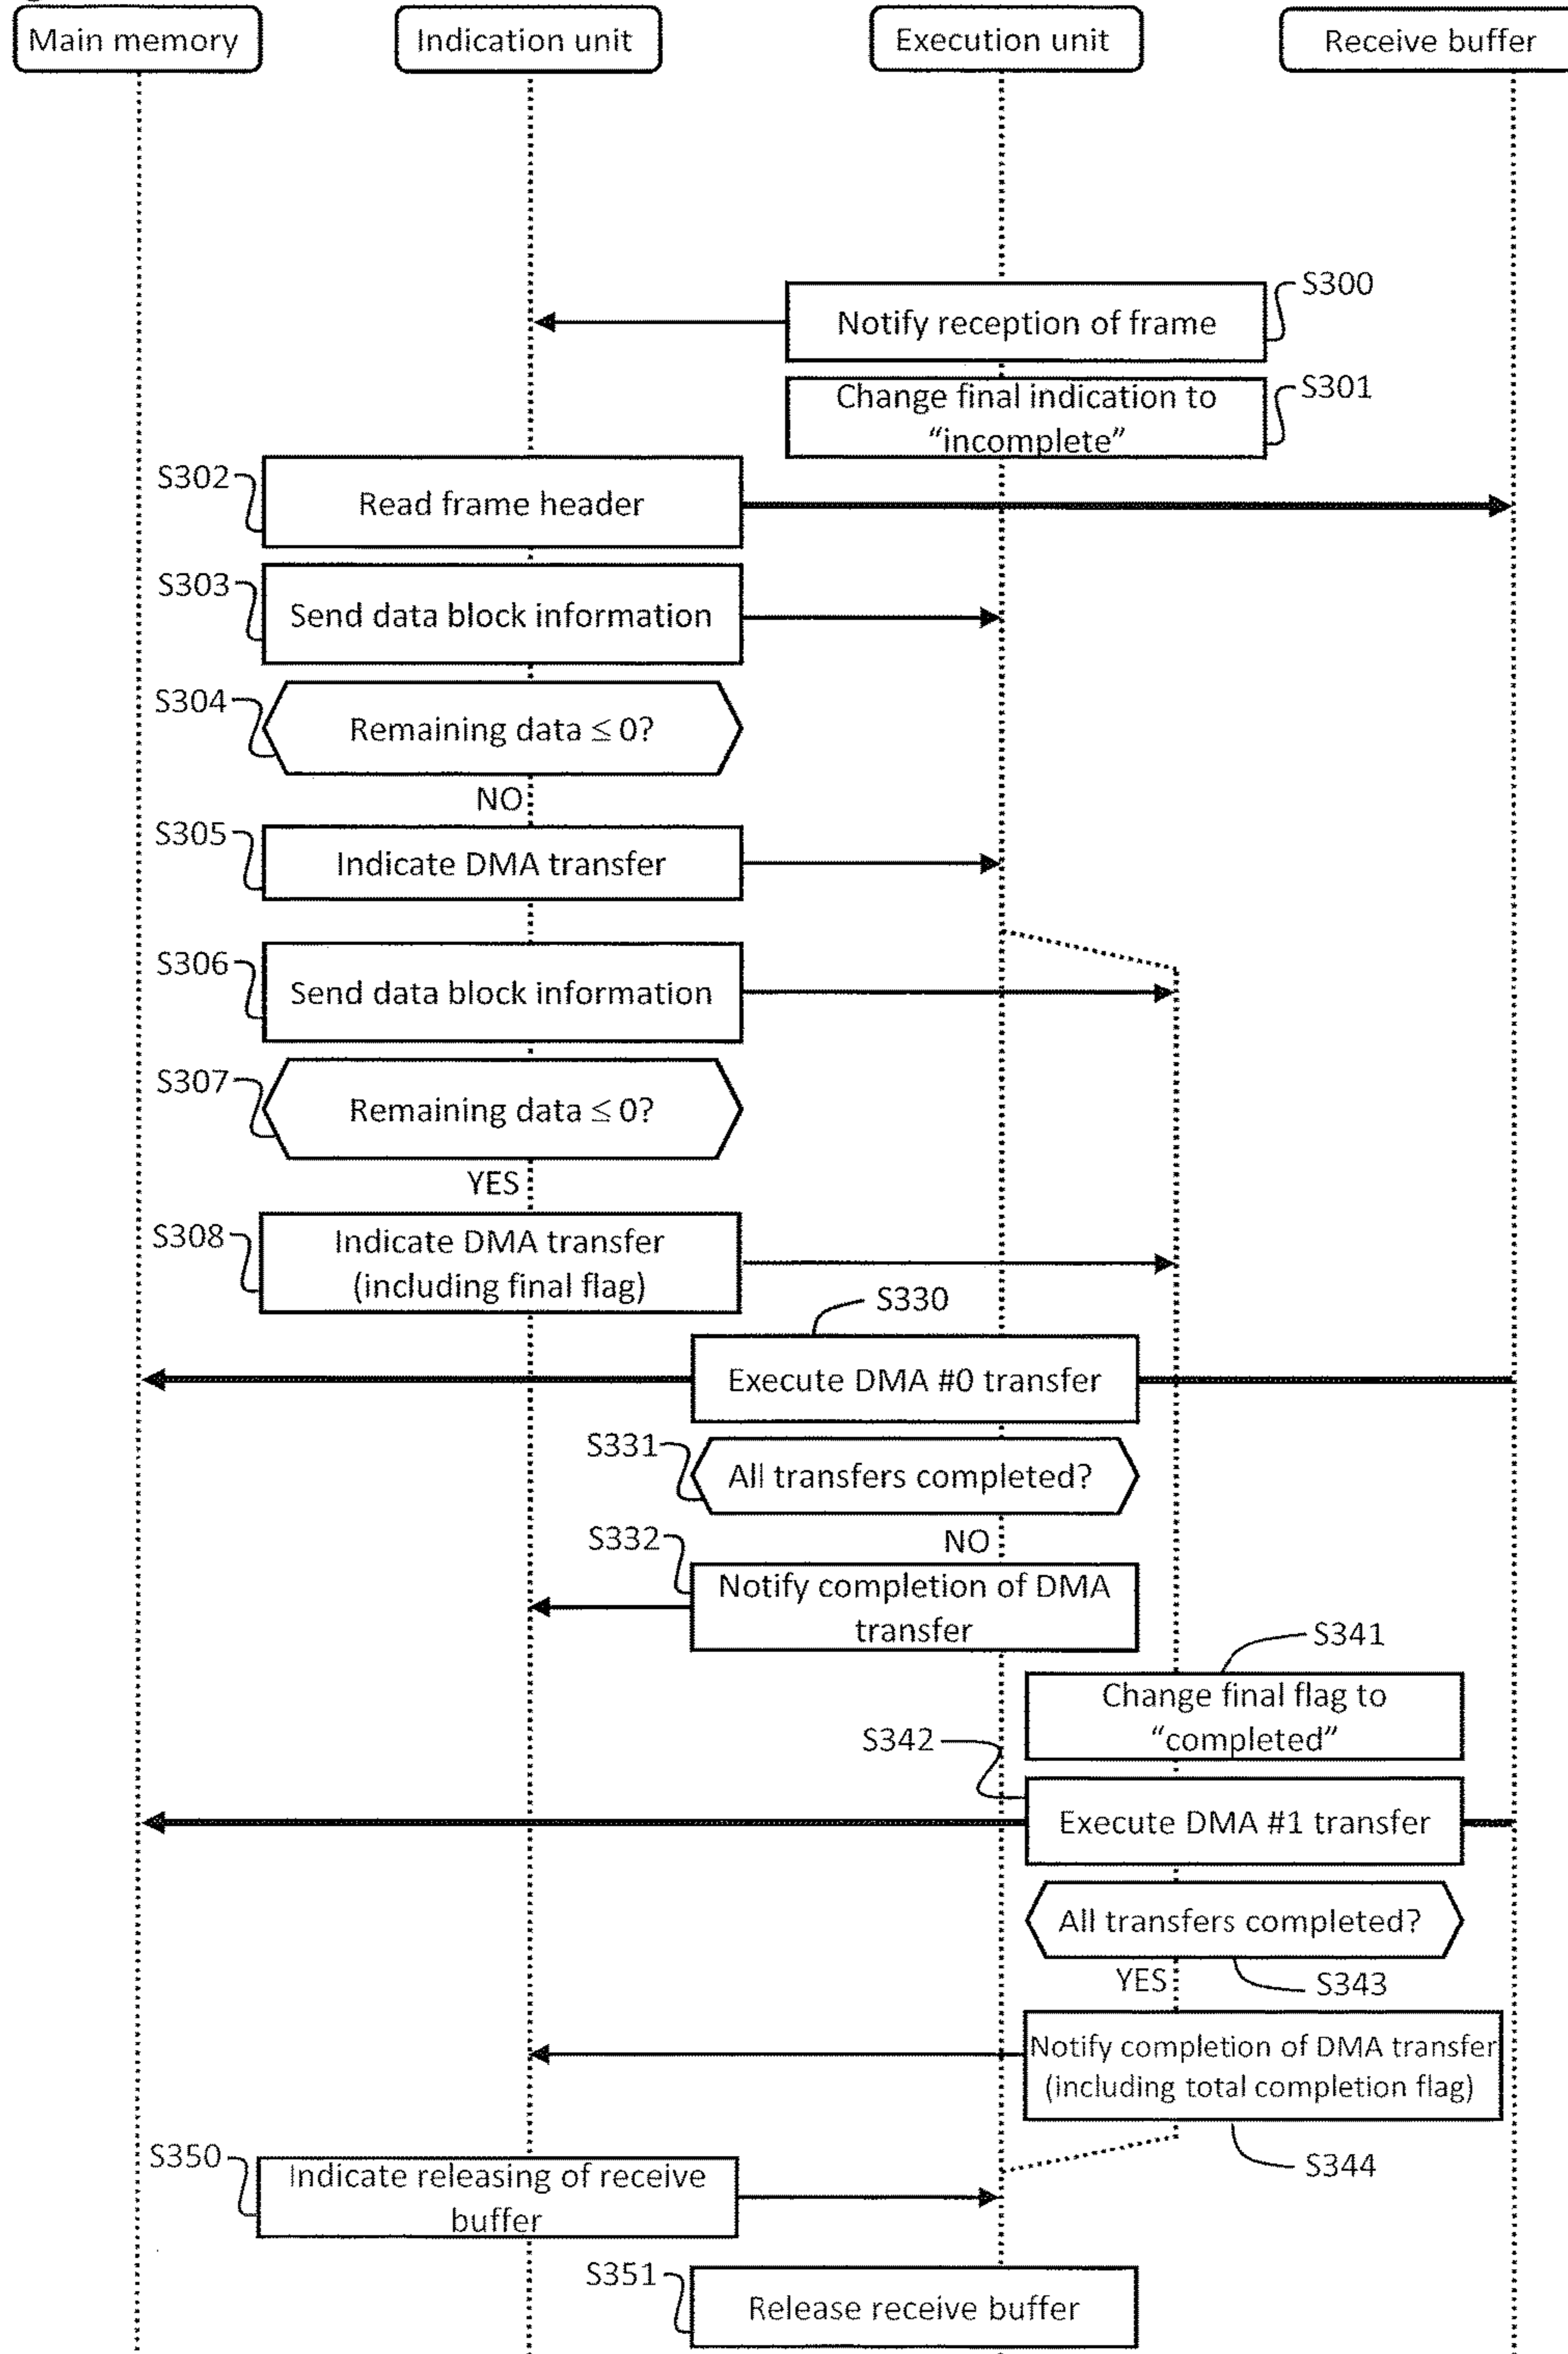 Main memory
Indication unit
Execution unit
Receive buffer
S300
Notify reception of frame
S301
Change final indication to
“incomplete”
S302
Read frame header
S303
Send data block information
S304
Remaining data ≤ 0?
NO
S305
Indicate DMA transfer
S306
Send data block information
S307
Remaining data ≤ 0?
YES
S308
Indicate DMA transfer
(including final flag)
S330
Execute DMA #0 transfer
S331
All transfers completed?
NO
S332
Notify completion of DMA
transfer
S341
Change final flag to
“completed”
S342
Execute DMA #1 transfer
All transfers completed?
YES
S343
Notify completion of DMA transfer
(including total completion flag)
S344
S350
Indicate releasing of receive
buffer
S351
Release receive buffer